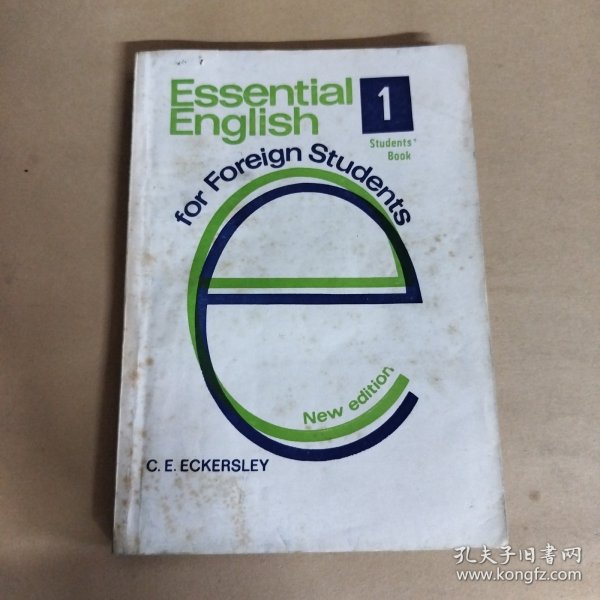 Essential
English
1
Students'
Book
for Foreign Students
New edition
C. E. ECKERSLEY
孔夫子旧书网
www.kongfz.com